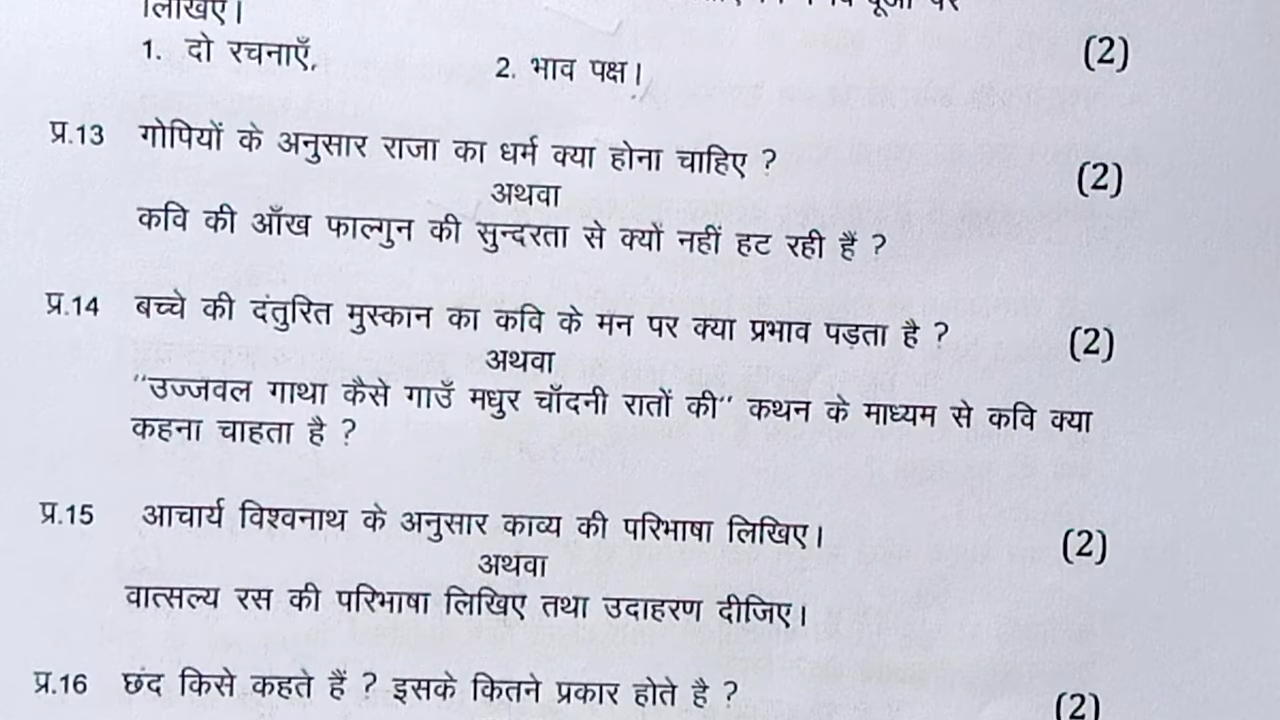 लिखिए।
1. दो रचनाएँ, 2. भाव पक्ष। (2)
प्र.13 गोपियों के अनुसार राजा का धर्म क्या होना चाहिए ? (2)
अथवा
कवि की आँख फाल्गुन की सुन्दरता से क्यों नहीं हट रही है ?
प्र.14 बच्चे की दंतुरित मुस्कान का कवि के मन पर क्या प्रभाव पड़ता है ? (2)
अथवा
"उज्जवल गाथा कैसे गाउँ मधुर चाँदनी रातों की" कथन के माध्यम से कवि क्या
कहना चाहता है ?
प्र.15 आचार्य विश्वनाथ के अनुसार काव्य की परिभाषा लिखिए। (2)
अथवा
वात्सल्य रस की परिभाषा लिखिए तथा उदाहरण दीजिए।
प्र.16 छंद किसे कहते हैं ? इसके कितने प्रकार होते है ? (2)